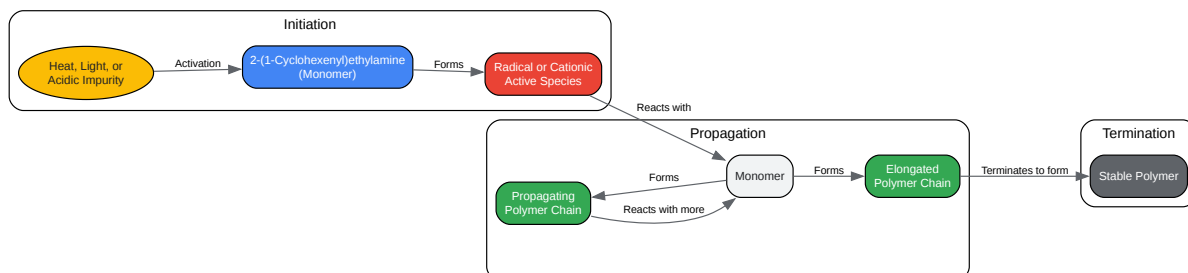 Initiation
Heat, Light, or
Acidic Impurity
Activation
2-(1-Cyclohexenyl)ethylamine
(Monomer)
Forms
Radical or Cationic
Active Species
Reacts with
Propagation
Propagating
Polymer Chain
Forms
Reacts with more
Monomer
Forms
Elongated
Polymer Chain
Terminates to form
Termination
Stable Polymer